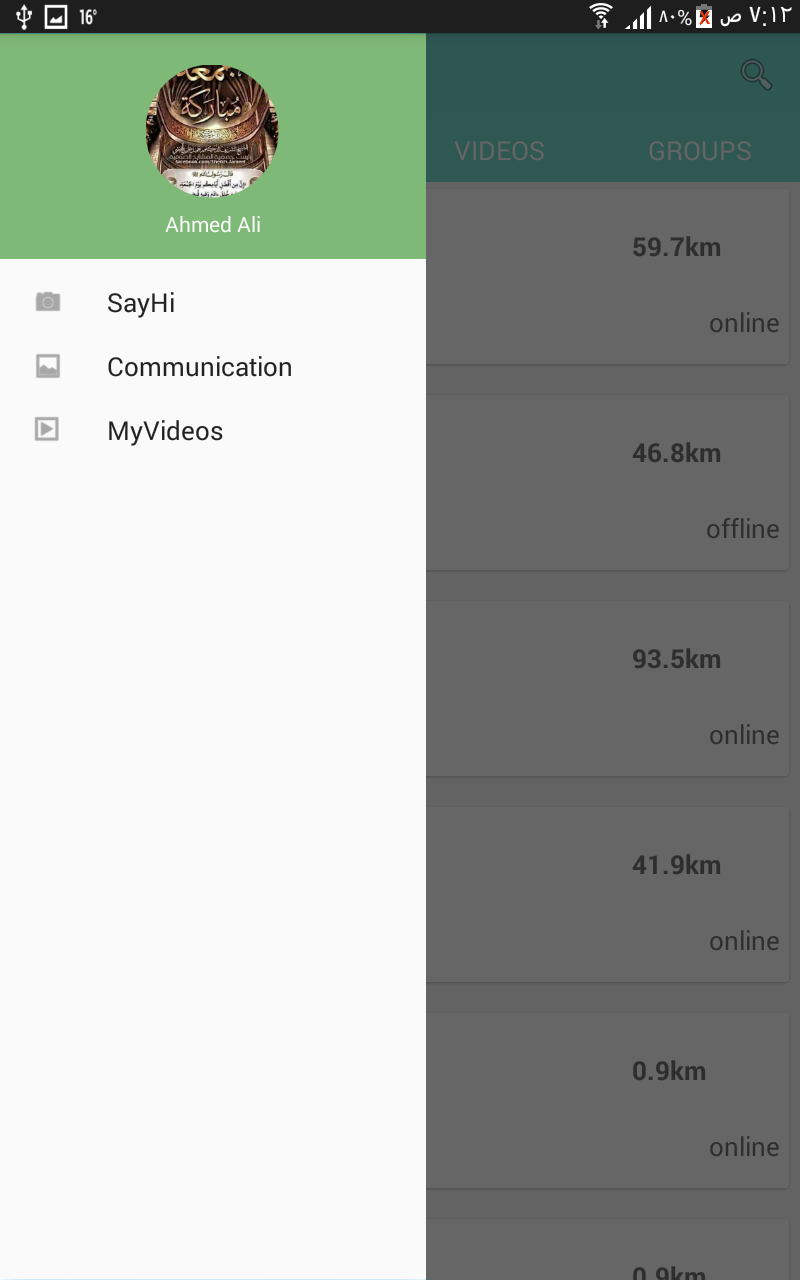 16°
٨٠%
٧:١٢ ص
مباركة
Ahmed Ali
SayHi
Communication
MyVideos
VIDEOS
GROUPS
59.7km
online
46.8km
offline
93.5km
online
41.9km
online
0.9km
online
0.9km